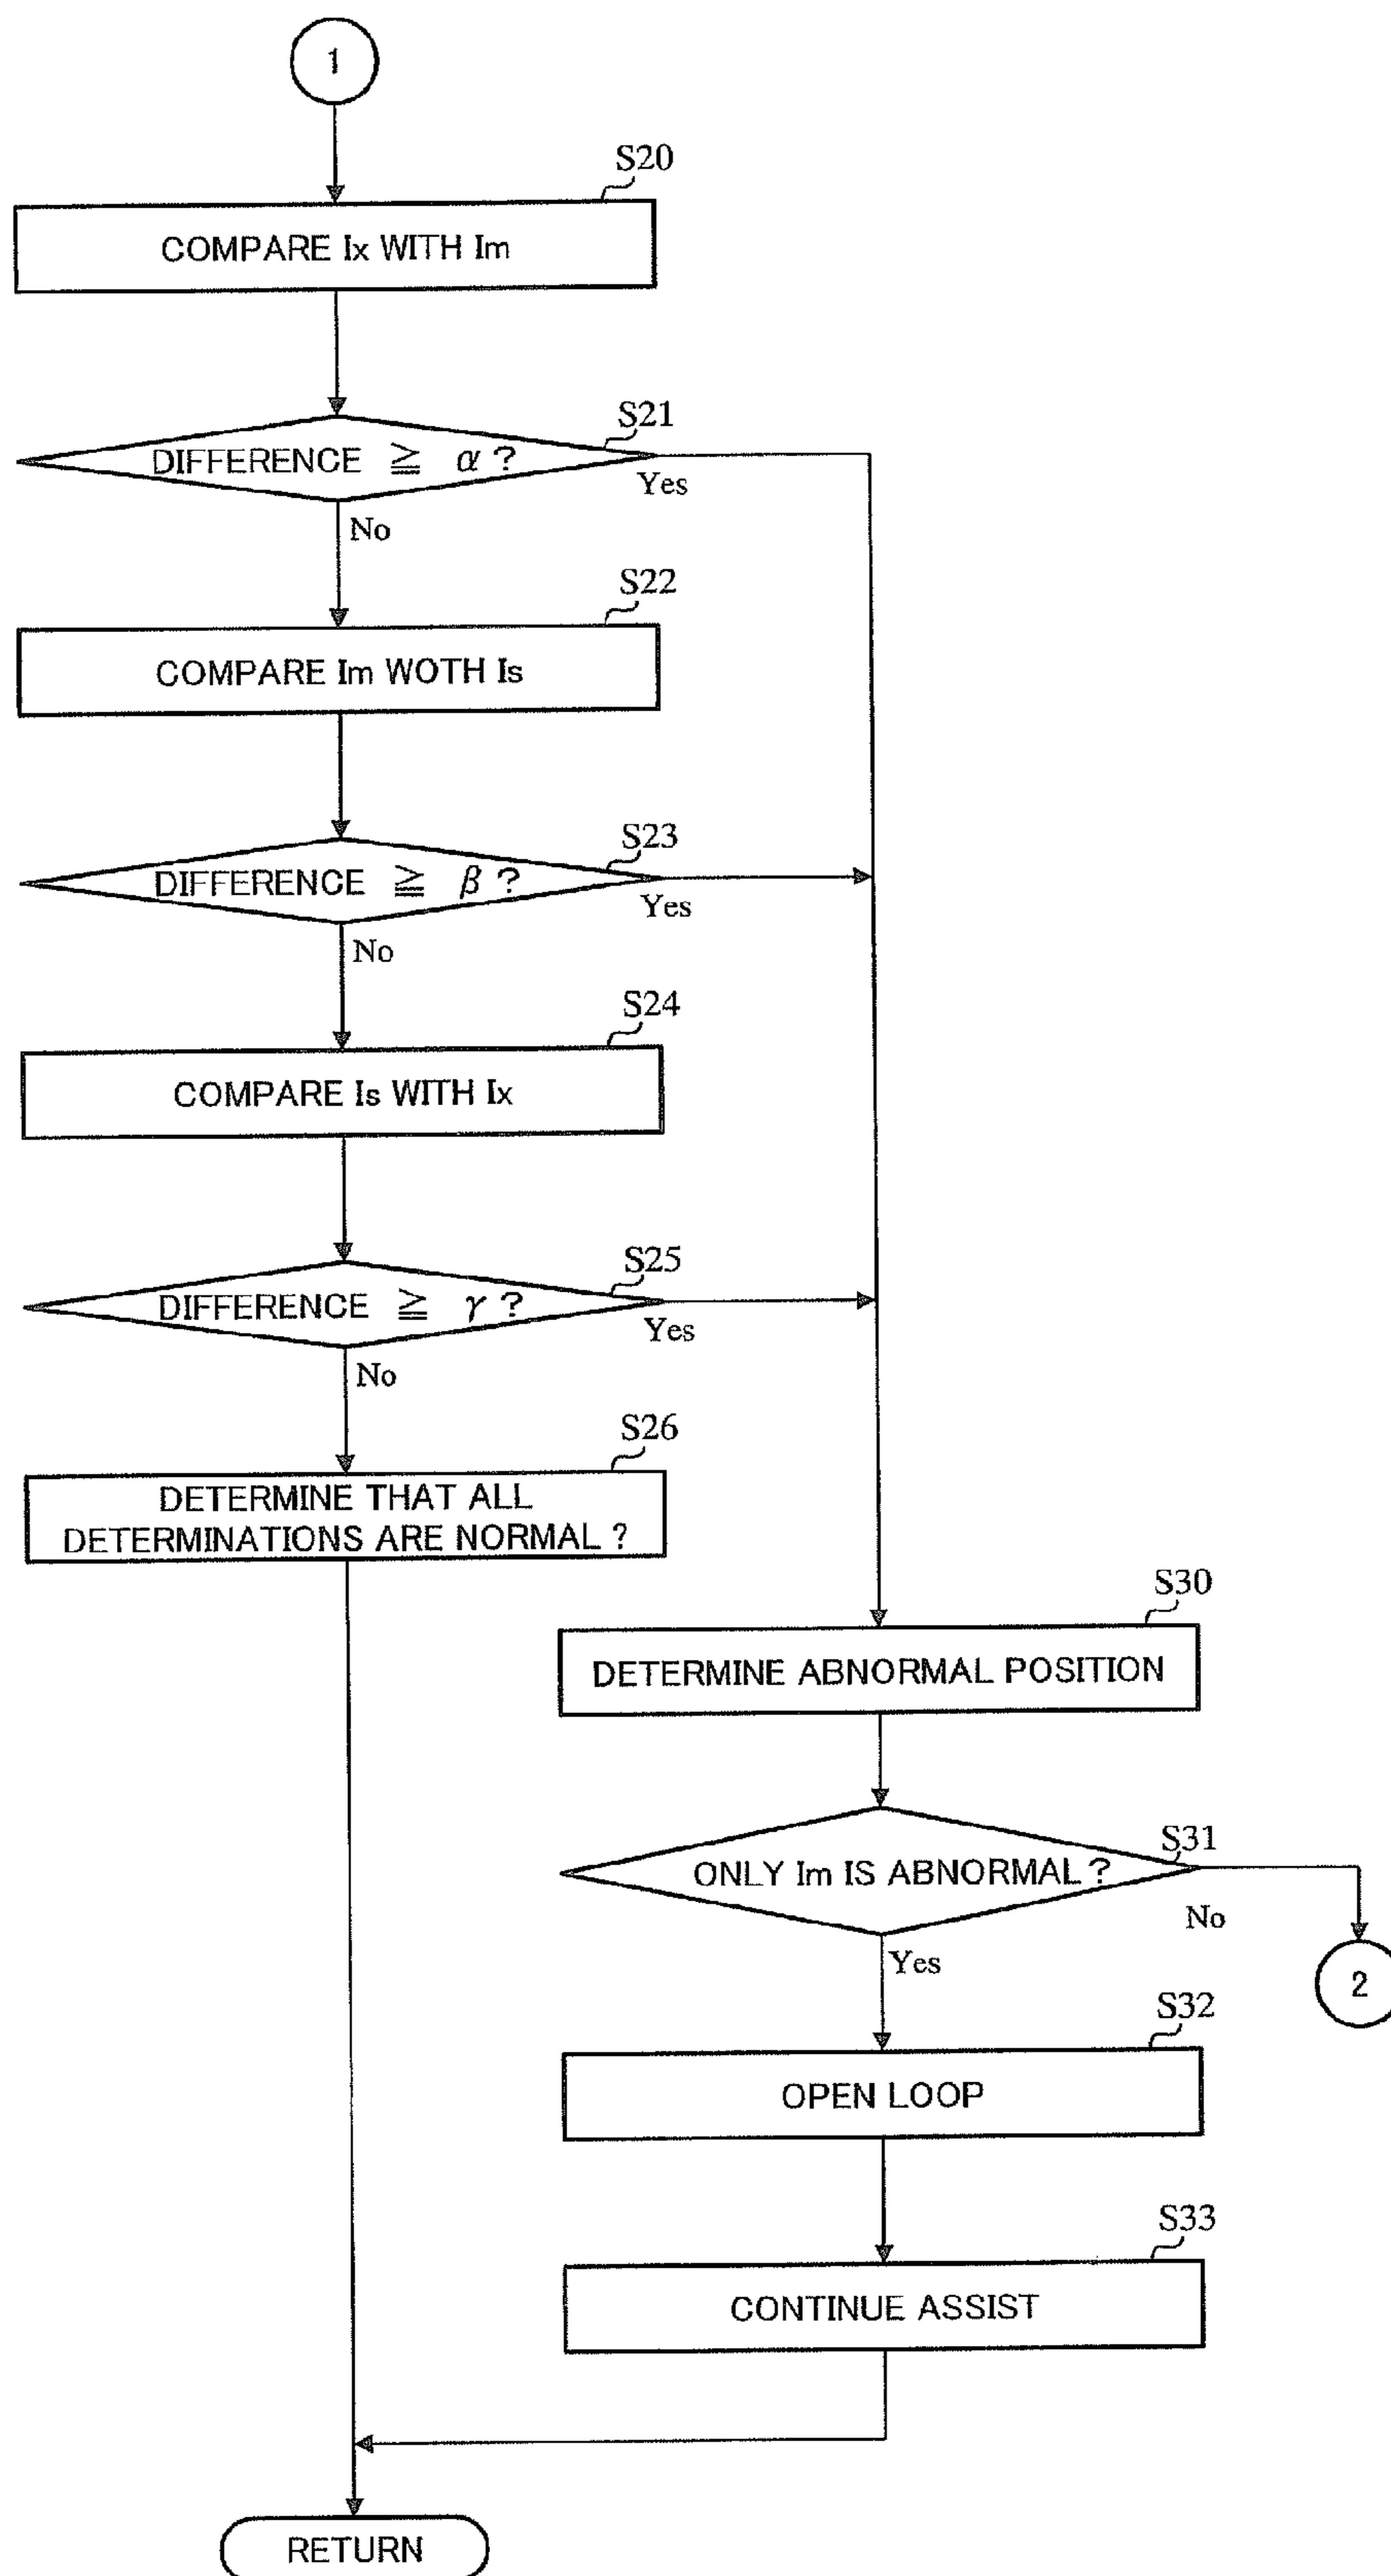 1
S20
COMPARE Ix WITH Im
S21
DIFFERENCE ≧ α ?
Yes
No
S22
COMPARE Im WOTH Is
S23
DIFFERENCE ≧ β ?
Yes
No
S24
COMPARE Is WITH Ix
S25
DIFFERENCE ≧ γ ?
Yes
No
S26
DETERMINE THAT ALL
DETERMINATIONS ARE NORMAL ?
S30
DETERMINE ABNORMAL POSITION
S31
ONLY Im IS ABNORMAL ?
No
Yes
2
S32
OPEN LOOP
S33
CONTINUE ASSIST
RETURN